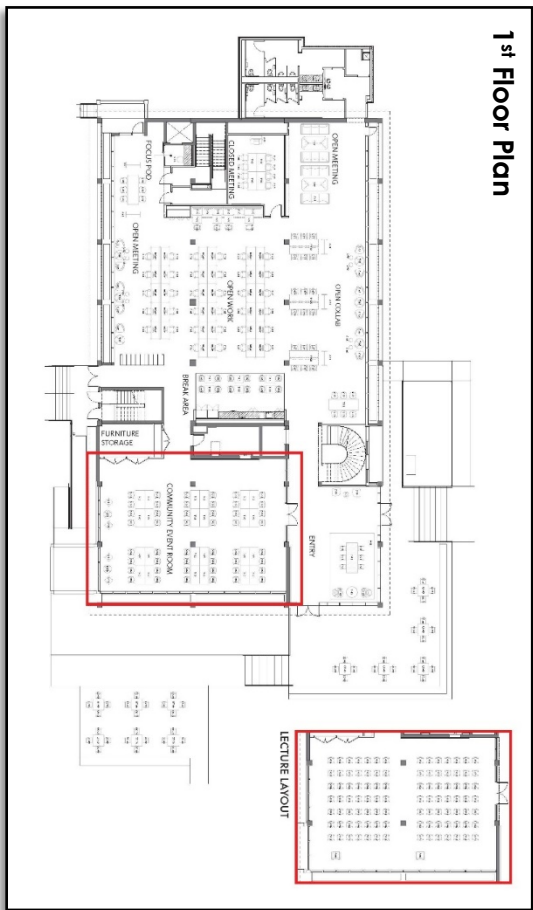 1st Floor Plan
OPEN MEETING
CLOSED MEETING
FOCUS POD
OPEN MEETING
OPEN COLLAB
OPEN WORK
BREAK AREA
FURNITURE
STORAGE
COMMUNITY EVENT ROOM
ENTRY
LECTURE LAYOUT